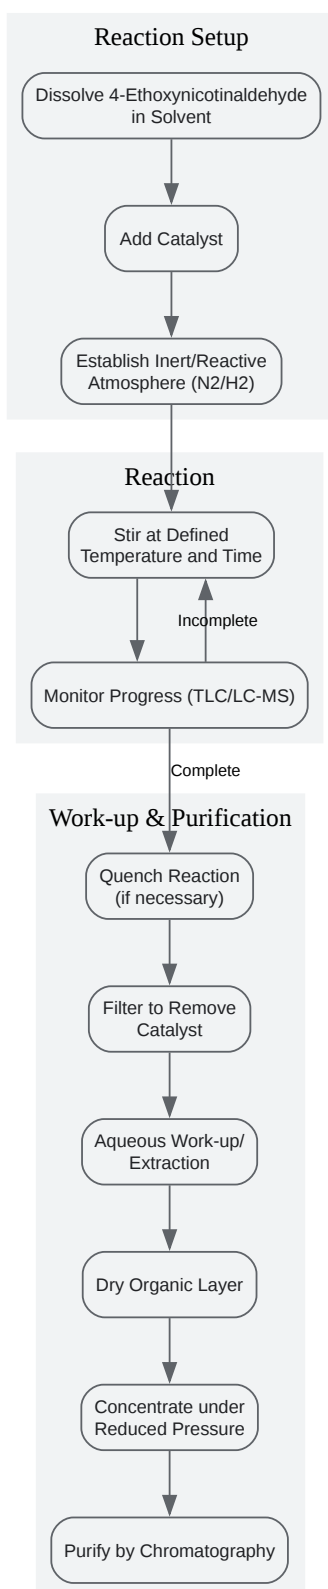 Reaction Setup
Dissolve 4-Ethoxynicotinaldehyde
in Solvent
Add Catalyst
Establish Inert/Reactive
Atmosphere (N2/H2)
Reaction
Stir at Defined
Temperature and Time
Incomplete
Monitor Progress (TLC/LC-MS)
Complete
Work-up & Purification
Quench Reaction
(if necessary)
Filter to Remove
Catalyst
Aqueous Work-up/
Extraction
Dry Organic Layer
Concentrate under
Reduced Pressure
Purify by Chromatography